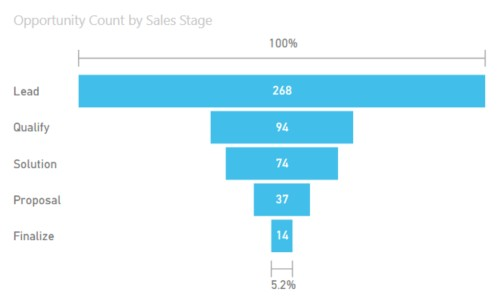 Opportunity Count by Sales Stage
100%
Lead 268
Qualify 94
Solution 74
Proposal 37
Finalize 14
5.2%